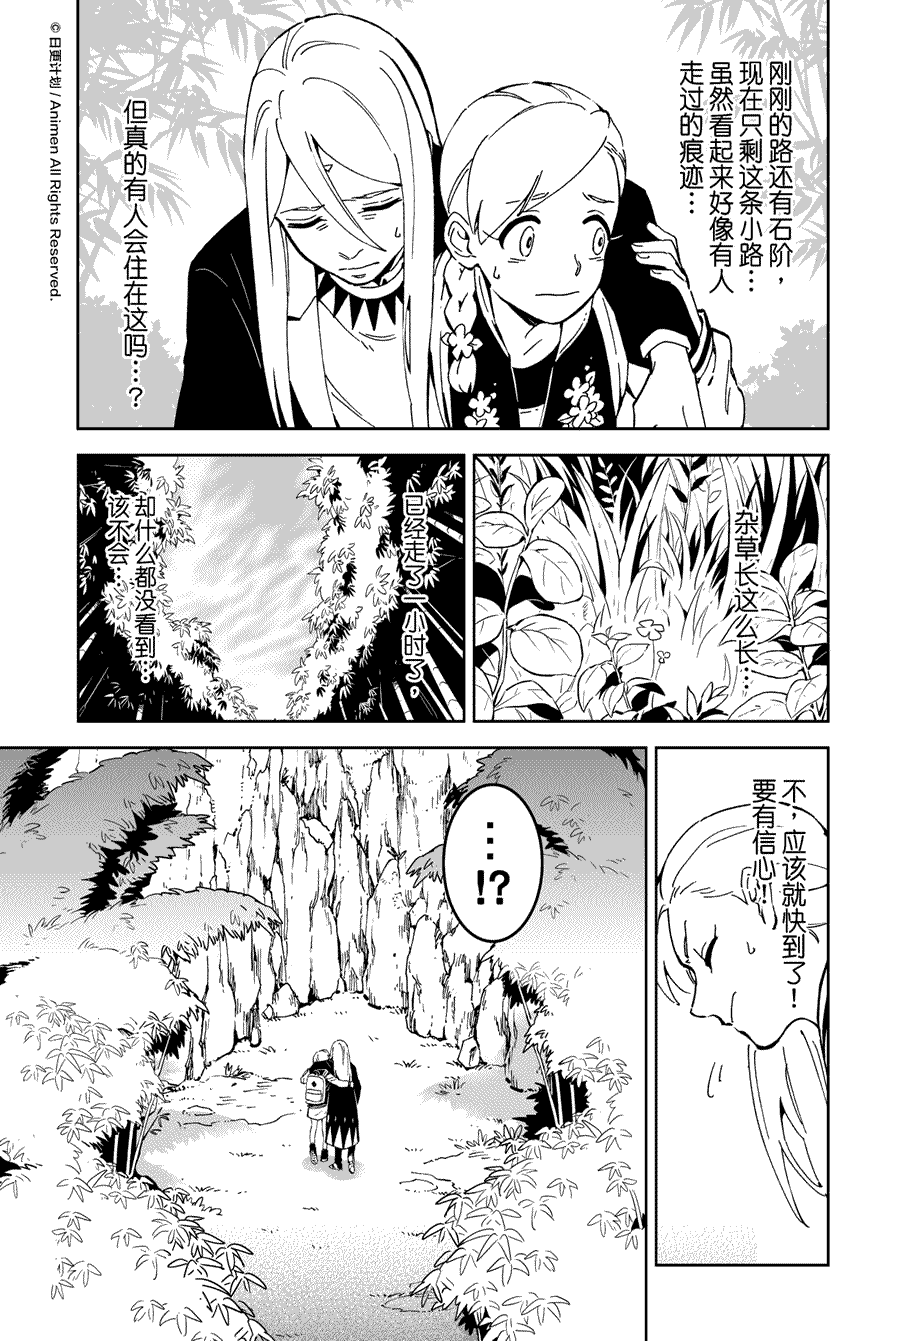 刚刚的路还有石阶，
现在只剩这条小路…
虽然看起来好像有人
走过的痕迹…
但真的有人会住在这吗…？
杂草长这么长…
已经走了一小时了，
却什么都没看到…
该不会…
不，应该就快到了！
要有信心！
…!?
© 日更计划 / Animen All Rights Reserved.